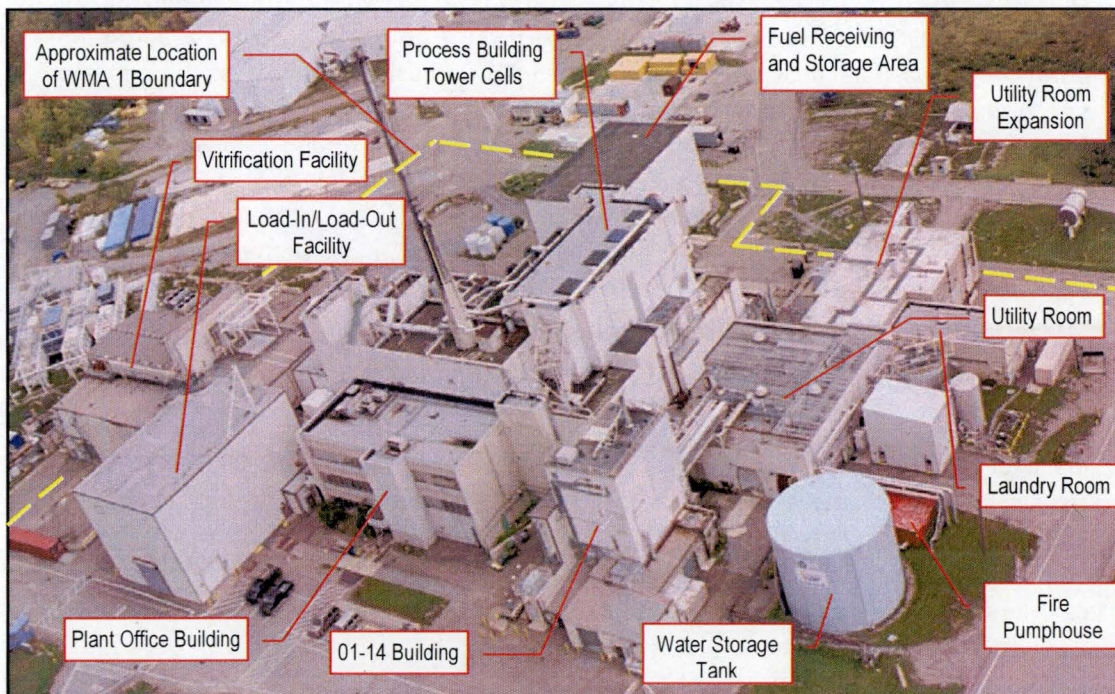 Approximate Location
of WMA 1 Boundary
Process Building
Tower Cells
Fuel Receiving
and Storage Area
Utility Room
Expansion
Vitrification Facility
Load-In/Load-Out
Facility
Utility Room
Laundry Room
Plant Office Building
01-14 Building
Water Storage
Tank
Fire
Pumphouse